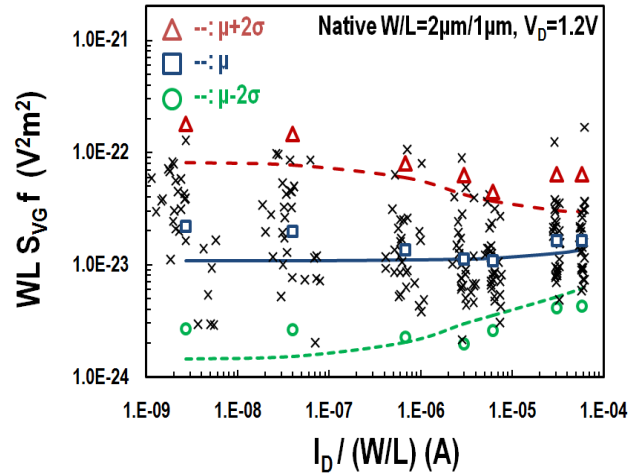 Native W/L=2μm/1μm, V_D=1.2V
--: μ+2σ
--: μ
--: μ-2σ
WL S_VG f (V²m²)
1.0E-21
1.0E-22
1.0E-23
1.0E-24
1.E-09 1.E-08 1.E-07 1.E-06 1.E-05 1.E-04
I_D / (W/L) (A)